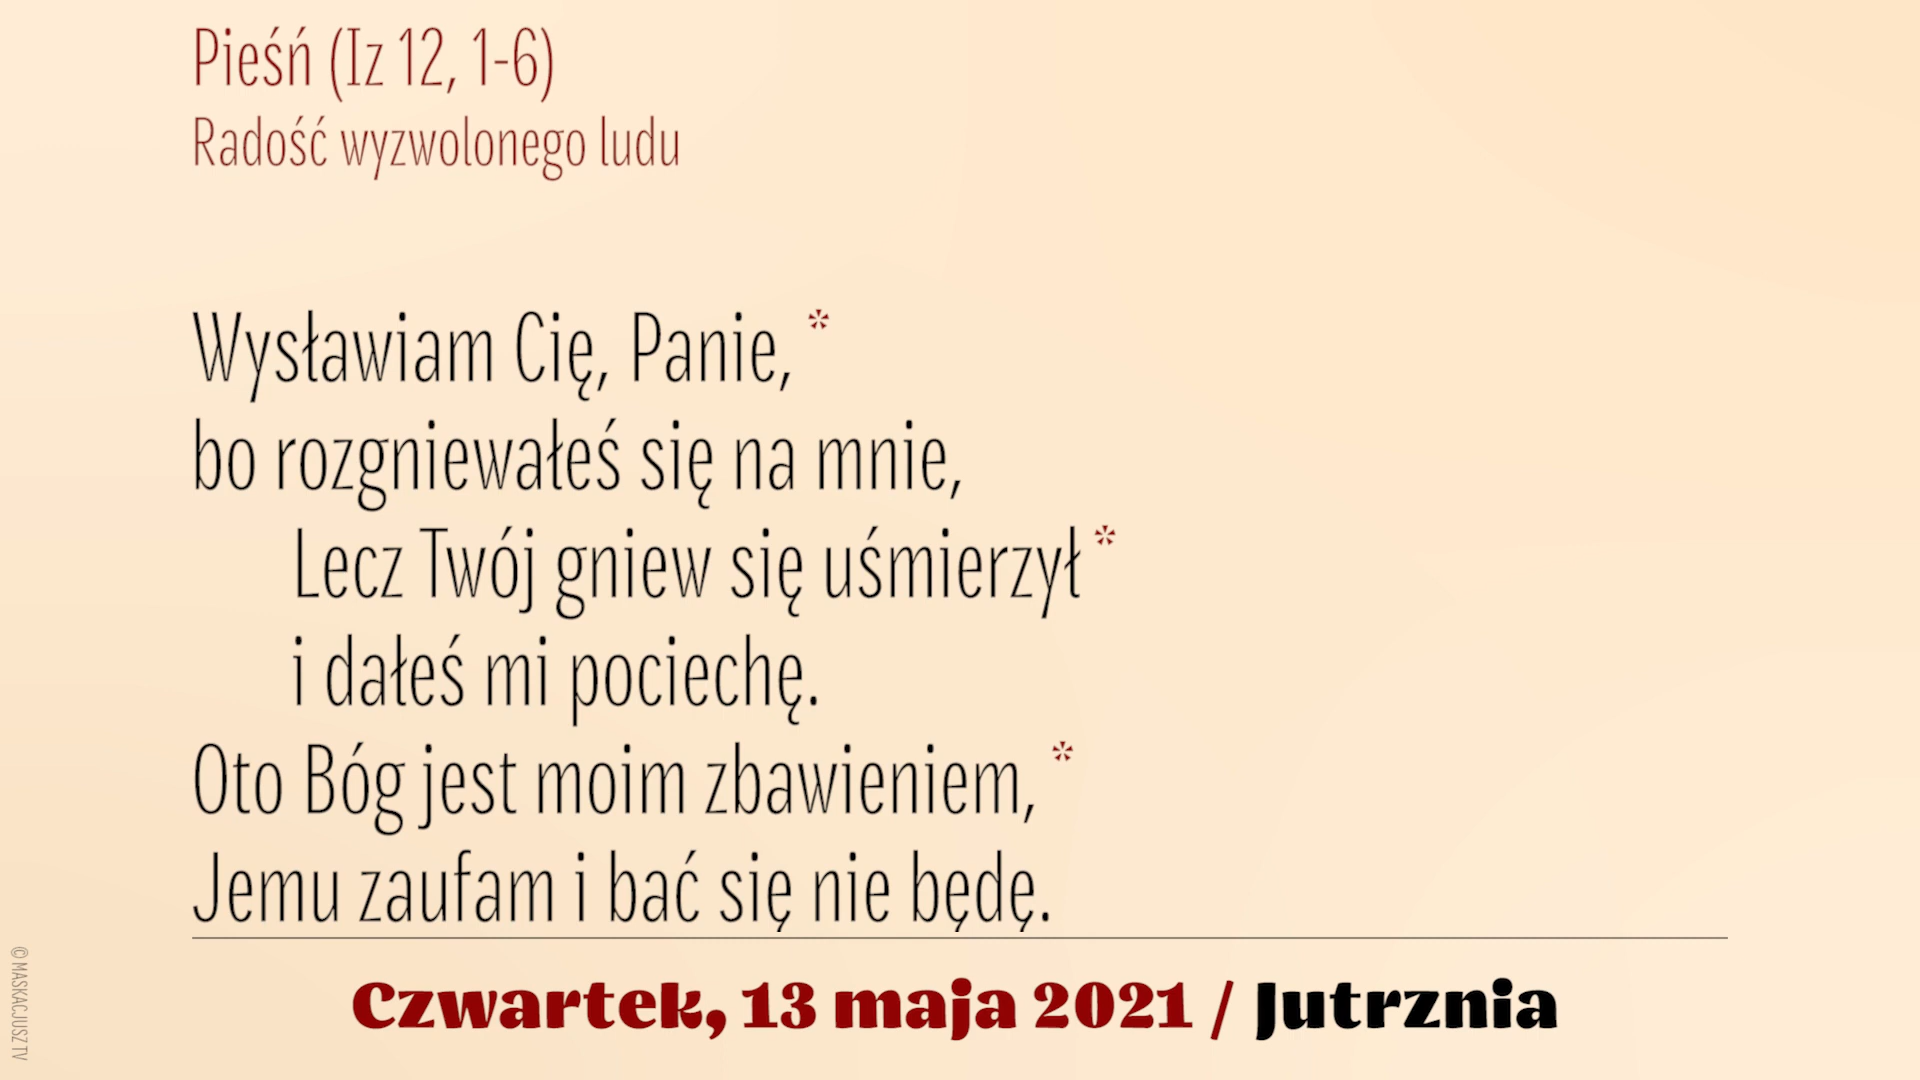 Pieśń (Iz 12, 1-6)
Radość wyzwolonego ludu
Wysławiam Cię, Panie, *
bo rozgniewałeś się na mnie,
Lecz Twój gniew się uśmierzył *
i dałeś mi pociechę.
Oto Bóg jest moim zbawieniem, *
Jemu zaufam i bać się nie będę.
Czwartek, 13 maja 2021 / Jutrznia
© MASKACJUSZ TV